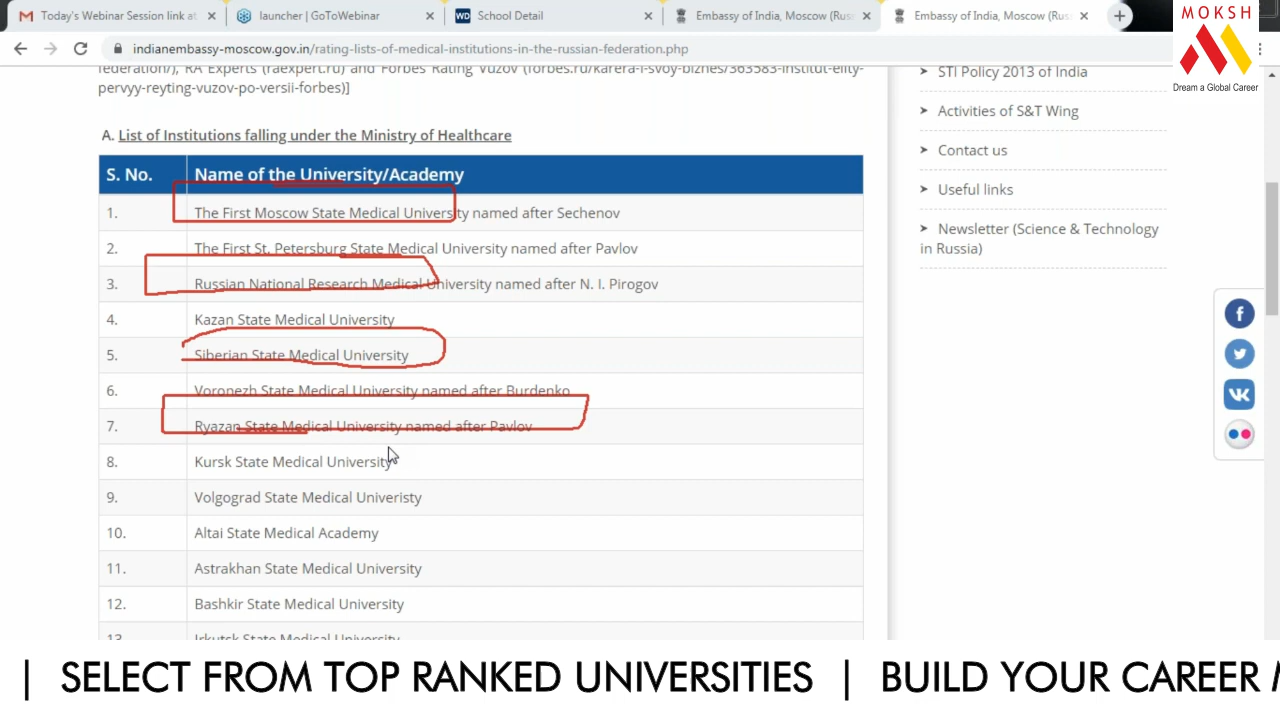 Today's Webinar Session link at
launcher | GoToWebinar
WD School Detail
Embassy of India, Moscow (Rus
Embassy of India, Moscow (Rus
MOKSH
Dream a Global Career
indianembassy-moscow.gov.in/rating-lists-of-medical-institutions-in-the-russian-federation.php
federation/), RA Experts (raexpert.ru) and Forbes Rating Vuzov (forbes.ru/karera-i-svoy-biznes/363583-institut-elity-
pervyy-reyting-vuzov-po-versii-forbes)]
A. List of Institutions falling under the Ministry of Healthcare
S. No. Name of the University/Academy
1. The First Moscow State Medical University named after Sechenov
2. The First St. Petersburg State Medical University named after Pavlov
3. Russian National Research Medical University named after N. I. Pirogov
4. Kazan State Medical University
5. Siberian State Medical University
6. Voronezh State Medical University named after Burdenko
7. Ryazan State Medical University named after Pavlov
8. Kursk State Medical University
9. Volgograd State Medical Univeristy
10. Altai State Medical Academy
11. Astrakhan State Medical University
12. Bashkir State Medical University
13. Irkutsk State Medical University
STI Policy 2013 of India
Activities of S&T Wing
Contact us
Useful links
Newsletter (Science & Technology
in Russia)
| SELECT FROM TOP RANKED UNIVERSITIES | BUILD YOUR CAREER